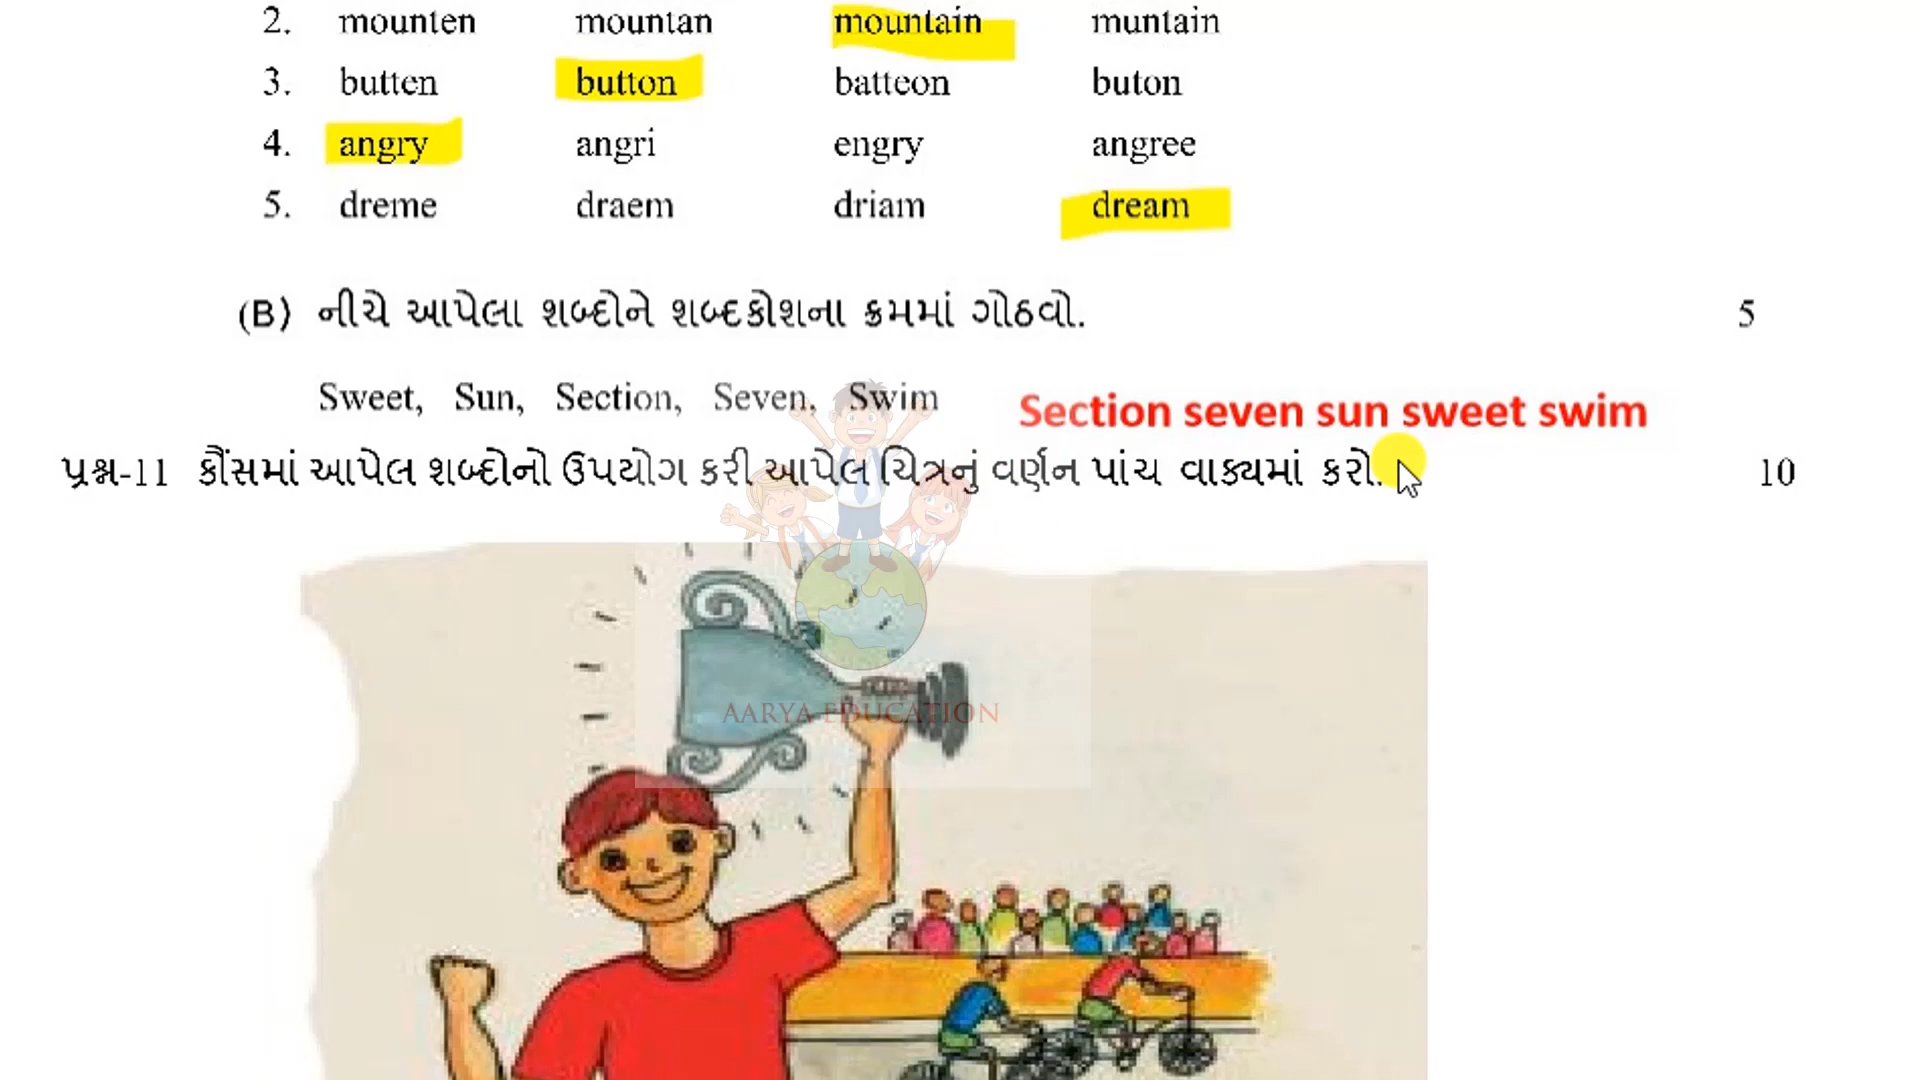 2. mounten mountan mountain muntain
3. butten button batteon buton
4. angry angri engry angree
5. dreme draem driam dream
(B) નીચે આપેલા શબ્દોને શબ્દકોશના ક્રમમાં ગોઠવો. 5
Sweet, Sun, Section, Seven, Swim Section seven sun sweet swim
પ્રશ્ન-11 કૌંસમાં આપેલ શબ્દોનો ઉપયોગ કરી આપેલ ચિત્રનું વર્ણન પાંચ વાક્યમાં કરો. 10
AARYA EDUCATION